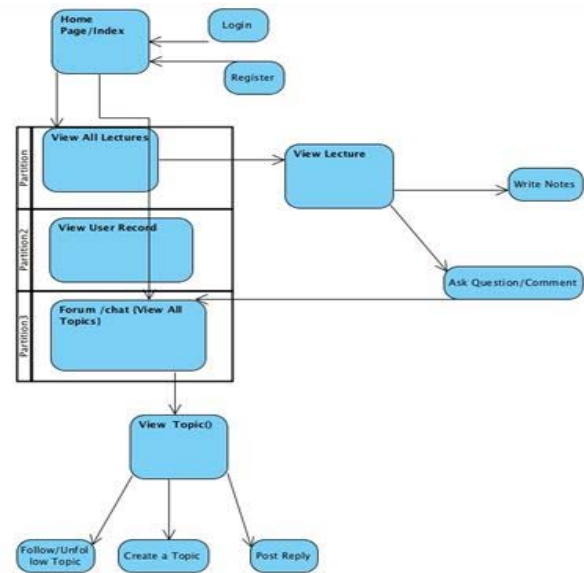 Home
Page/Index
Login
Register
Partition
View All Lectures
View Lecture
Write Notes
Partition2
View User Record
Ask Question/Comment
Partition3
Forum /chat (View All
Topics)
View Topic()
Follow/Unfol
low Topic
Create a Topic
Post Reply